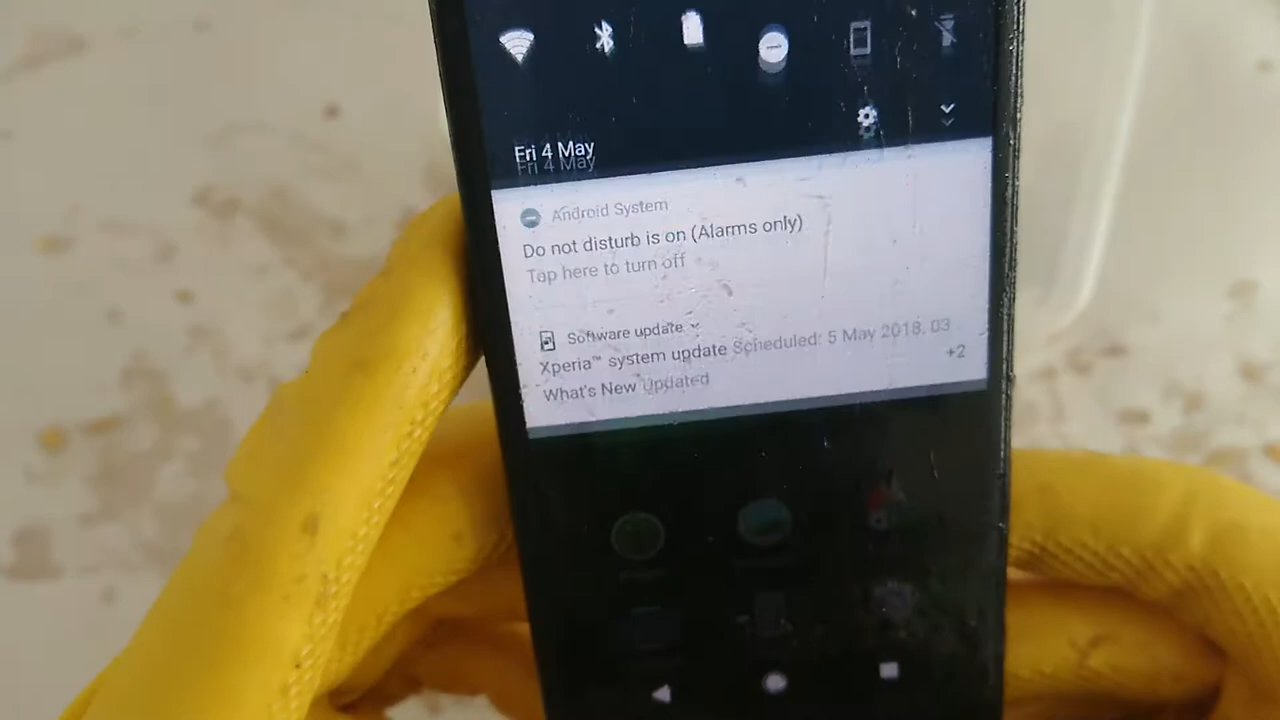 Fri 4 May
Android System
Do not disturb is on (Alarms only)
Tap here to turn off
Software update
Xperia™ system update Scheduled: 5 May 2018, 03
What's New Updated
+2